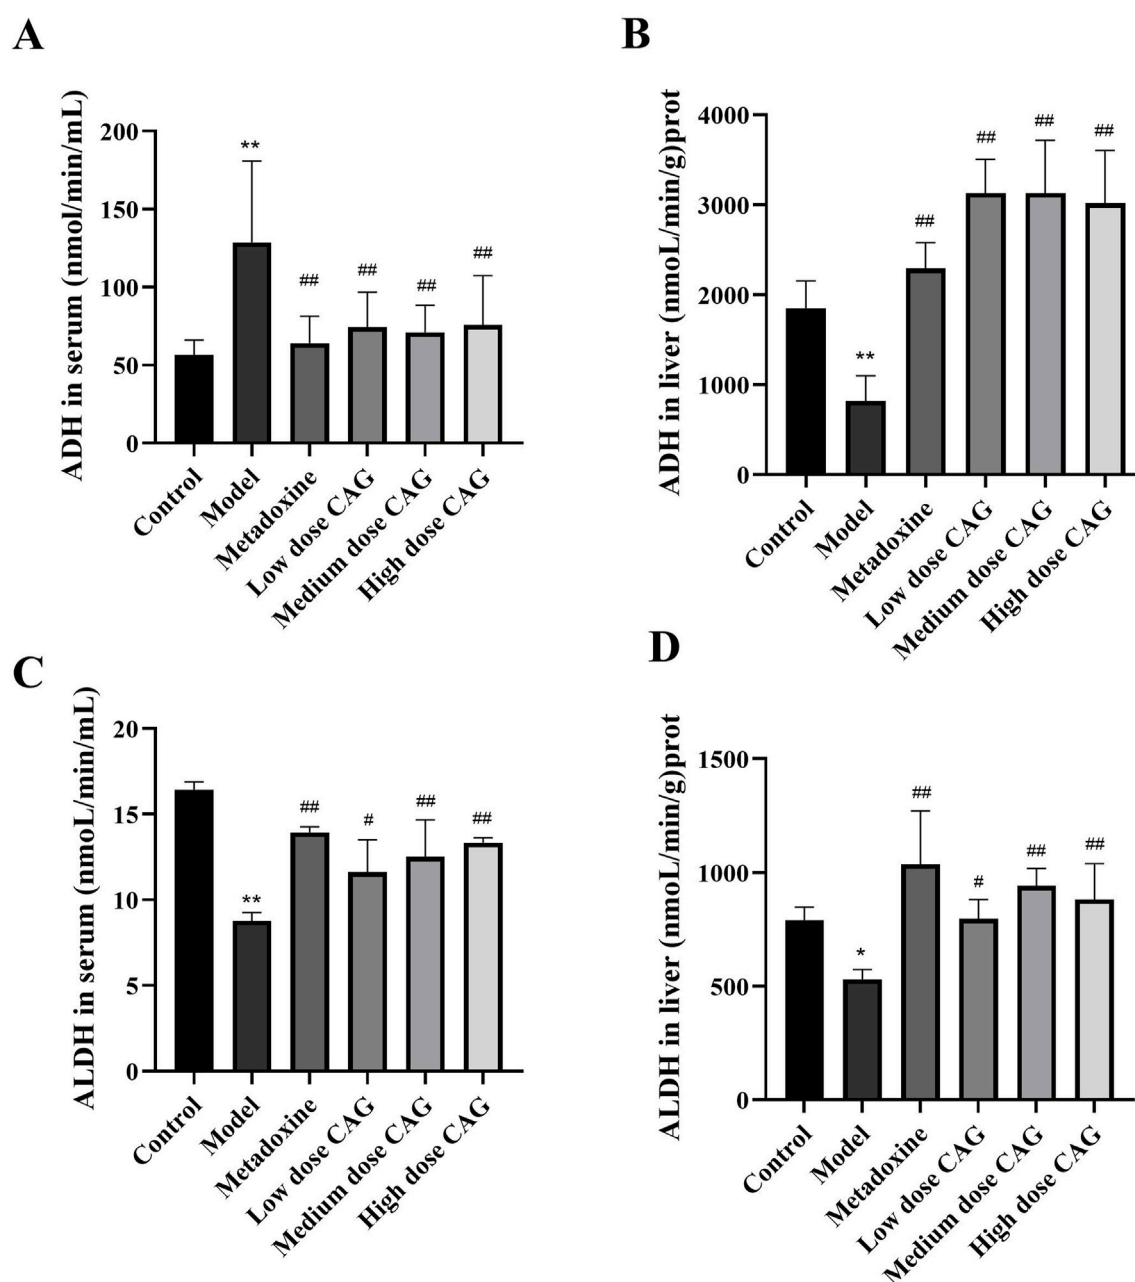 A
ADH in serum (nmol/min/mL)
200
150
100
50
0
**
##
##
##
##
Control
Model
Metadoxine
Low dose CAG
Medium dose CAG
High dose CAG
B
ADH in liver (nmoL/min/g)prot
4000
3000
2000
1000
0
**
##
##
##
##
Control
Model
Metadoxine
Low dose CAG
Medium dose CAG
High dose CAG
C
ALDH in serum (nmoL/min/mL)
20
15
10
5
0
**
##
#
##
##
Control
Model
Metadoxine
Low dose CAG
Medium dose CAG
High dose CAG
D
ALDH in liver (nmoL/min/g)prot
1500
1000
500
0
*
##
#
##
##
Control
Model
Metadoxine
Low dose CAG
Medium dose CAG
High dose CAG